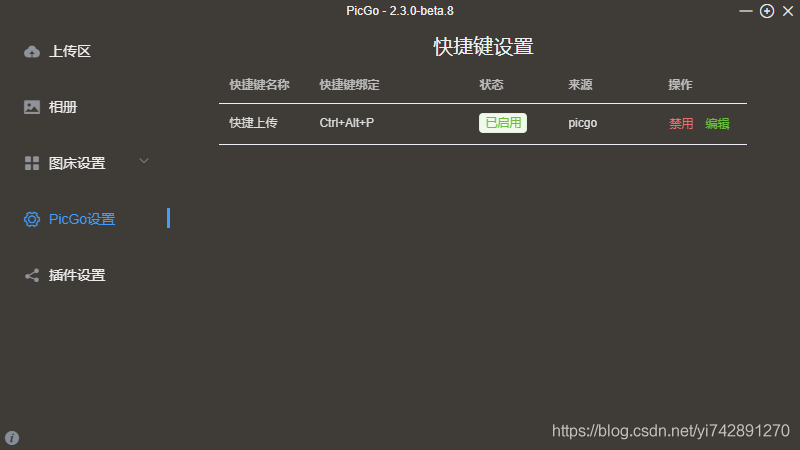 PicGo - 2.3.0-beta.8
上传区
相册
图床设置
PicGo设置
插件设置
快捷键设置
快捷键名称 快捷键绑定 状态 来源 操作
快捷上传 Ctrl+Alt+P 已启用 picgo 禁用 编辑
https://blog.csdn.net/yi742891270